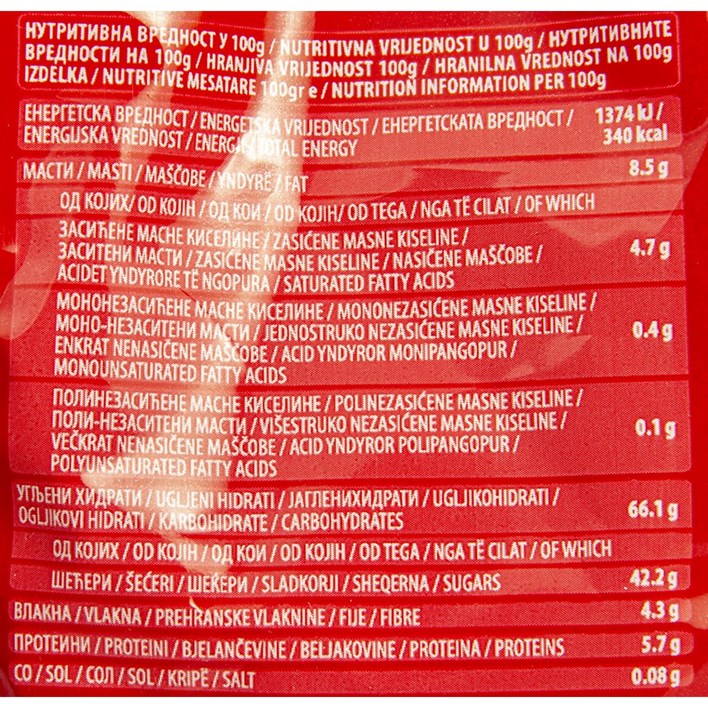 НУТРИТИВНА ВРЕДНОСТ У 100g / NUTRITIVNA VRIJEDNOST U 100g / НУТРИТИВНИТЕ
ВРЕДНОСТИ НА 100g / HRANJIVA VRIJEDNOST 100g / HRANILNA VREDNOST NA 100g
IZDELKA / NUTRITIVE MESATARE 100gr e / NUTRITION INFORMATION PER 100g
ЕНЕРГЕТСКА ВРЕДНОСТ / ENERGETSKA VRIJEDNOST / ЕНЕРГЕТСКАТА ВРЕДНОСТ / 1374 kJ /
ENERGIJSKA VREDNOST / TOTAL ENERGY 340 kcal
МАСТИ / MASTI / MAŠČOBE / YNDYRË / FAT 8.5 g
ОД КОЈИХ/ OD KOJIH / ОД КОИ / OD KOJIH/ OD TEGA / NGA TË CILAT / OF WHICH
ЗАСИЋЕНЕ МАСНЕ КИСЕЛИНЕ / ZASIĆENE MASNE KISELINE /
ЗАСИТЕНИ МАСТИ / ZASIĆENE MASNE KISELINE / NASIČENE MAŠČOBE / 4.7 g
ACIDET YNDYRORE TË NGOPURA / SATURATED FATTY ACIDS
МОНОНЕЗАСИЋЕНЕ МАСНЕ КИСЕЛИНЕ / MONONEZASIĆENE MASNE KISELINE /
МОНО-НЕЗАСИТЕНИ МАСТИ / JEDNOSTRUKO NEZASIĆENE MASNE KISELINE / 0.4 g
ENKRAT NENASIČENE MAŠČOBE / ACID YNDYROR MONIPANGOPUR /
MONOUNSATURATED FATTY ACIDS
ПОЛИНЕЗАСИЋЕНЕ МАСНЕ КИСЕЛИНЕ / POLINEZASIĆENE MASNE KISELINE /
ПОЛИ-НЕЗАСИТЕНИ МАСТИ / VIŠESTRUKO NEZASIĆENE MASNE KISELINE /
VEČKRAT NENASIČENE MAŠČOBE / ACID YNDYROR POLIPANGOPUR / 0.1 g
POLYUNSATURATED FATTY ACIDS
УГЉЕНИ ХИДРАТИ / UGLJENI HIDRATI / ЈАГЛЕНИХИДРАТИ / UGLJIKOHIDRATI /
OGLJIKOVI HIDRATI / KARBOHIDRATE / CARBOHYDRATES 66.1 g
ОД КОЈИХ / OD KOJIH / ОД КОИ / OD KOJIH / OD TEGA / NGA TË CILAT / OF WHICH
ШЕЋЕРИ / ŠEĆERI / ШЕЌЕРИ / SLADKORJI / SHEQERNA / SUGARS 42.2 g
ВЛАКНА / VLAKNA / PREHRANSKE VLAKNINE / FIJE / FIBRE 4.3 g
ПРОТЕИНИ / PROTEINI / BJELANČEVINE / BELJAKOVINE / PROTEINA / PROTEINS 5.7 g
СО / SOL / СОЛ / SOL / KRIPË / SALT 0.08 g